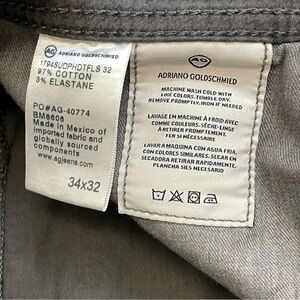 AG ADRIANO GOLDSCHMIED
1794SUDPHDTFLS 32
97% COTTON
3% ELASTANE
PO#AG-40774
BM6606
Made in Mexico of
imported fabric and
globally sourced
components
www.agjeans.com
34x32
AG
ADRIANO GOLDSCHMIED
MACHINE WASH COLD WITH
LIKE COLORS. TUMBLE DRY.
REMOVE PROMPTLY. IRON IF NEEDED
LAVAGE EN MACHINE À FROID AVEC
COMME COULEURS. SÈCHE-LINGE
À RETIRER PROMPTEMENT.
FER SI NÉCESSAIRE
LAVAR A MAQUINA CON AGUA FRIA,
CON COLORES SIMILARES. SECAR EN
SECADORA RETIRAR RAPIDAMENTE.
PLANCHA SILES NECESARIO